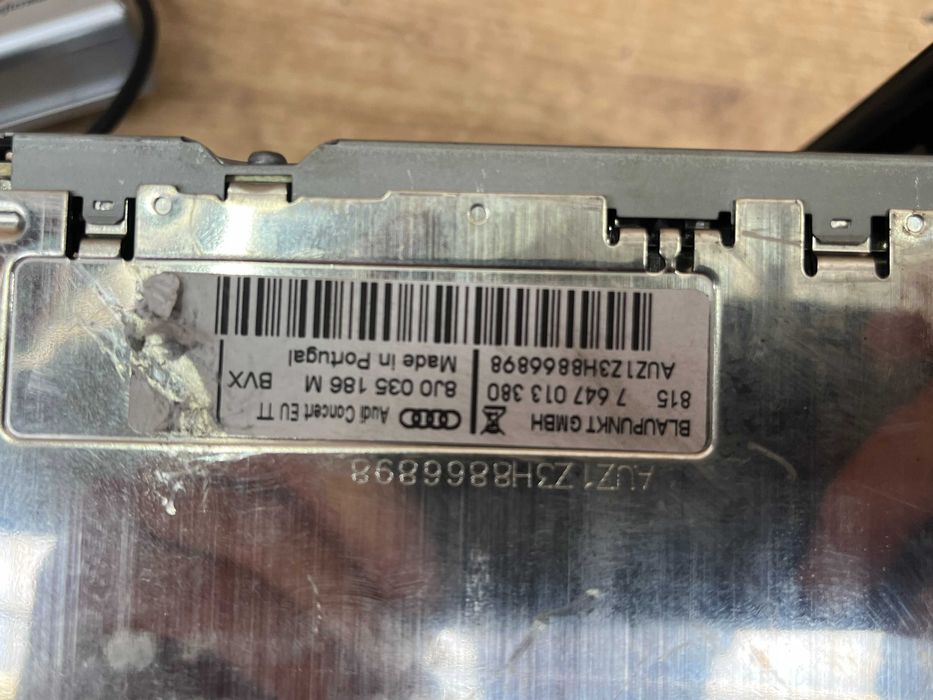 BLAUPUNKT GMBH
815 7 647 013 380
AUZ1Z3H8866898
Audi Concert EU TT
8J0 035 186 M BVX
Made in Portugal
AUZ1Z3H8866898